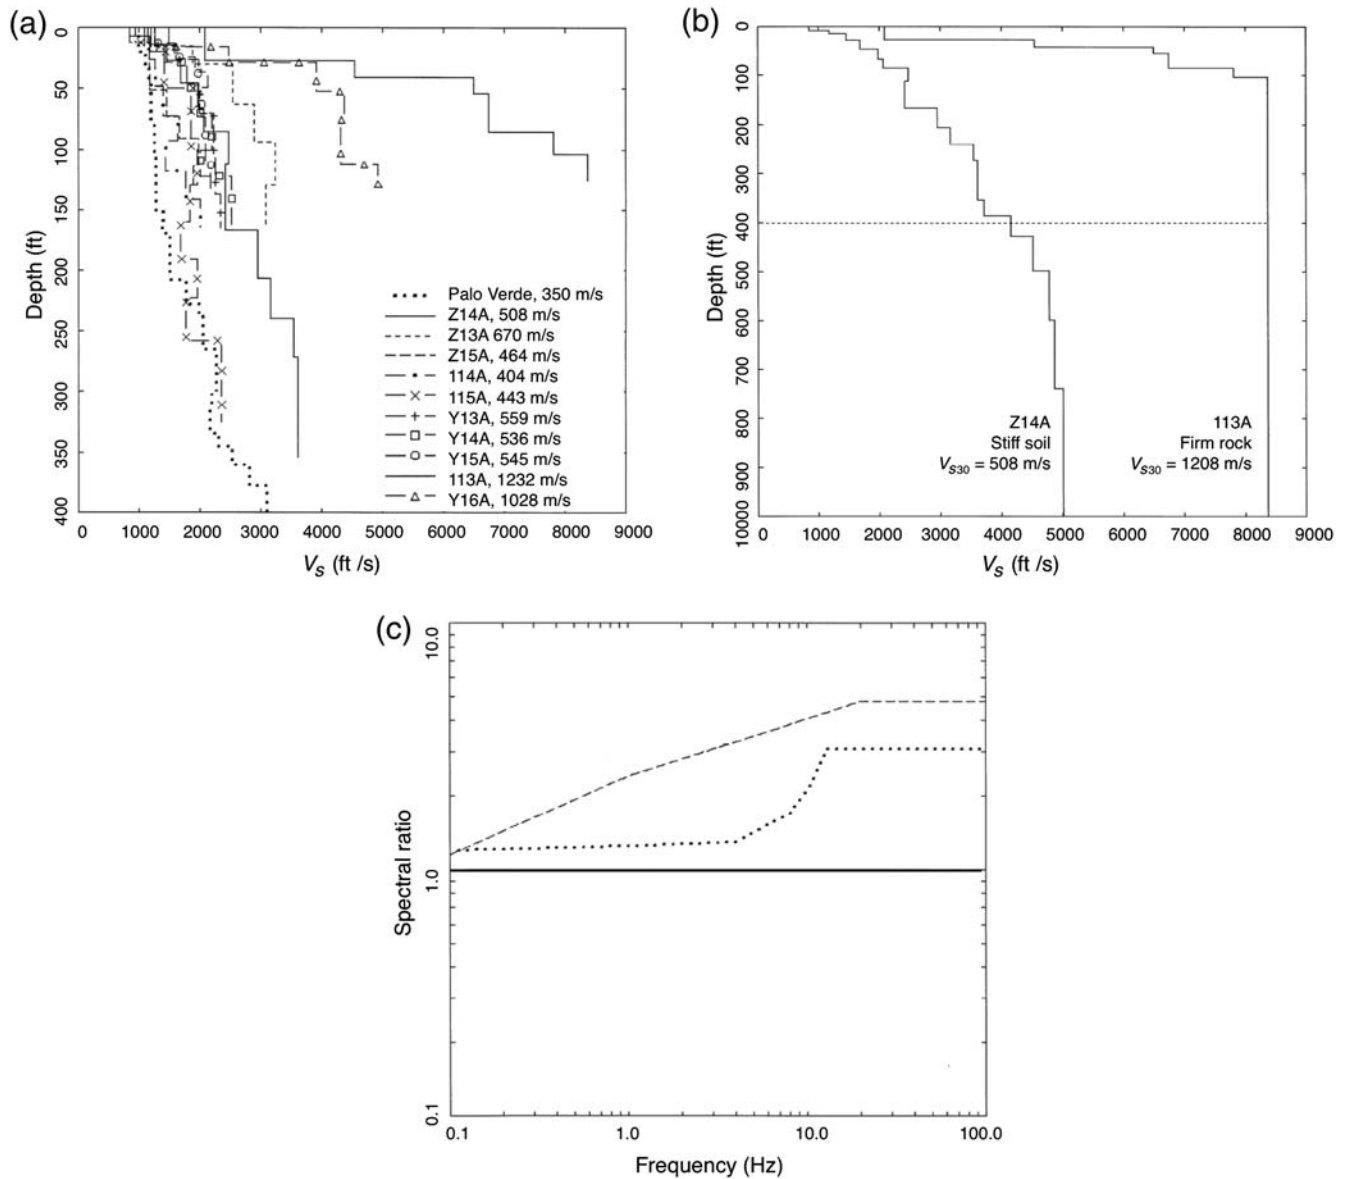 (a)
0
50
100
150
200
250
300
350
400
Depth (ft)
0 1000 2000 3000 4000 5000 6000 7000 8000 9000
Vs (ft /s)
Palo Verde, 350 m/s
Z14A, 508 m/s
Z13A 670 m/s
Z15A, 464 m/s
114A, 404 m/s
115A, 443 m/s
Y13A, 559 m/s
Y14A, 536 m/s
Y15A, 545 m/s
113A, 1232 m/s
Y16A, 1028 m/s
(b)
0
100
200
300
400
500
600
700
800
900
10000
Depth (ft)
0 1000 2000 3000 4000 5000 6000 7000 8000 9000
Vs (ft /s)
Z14A
Stiff soil
VS30 = 508 m/s
113A
Firm rock
VS30 = 1208 m/s
(c)
10.0
1.0
0.1
Spectral ratio
0.1 1.0 10.0 100.0
Frequency (Hz)